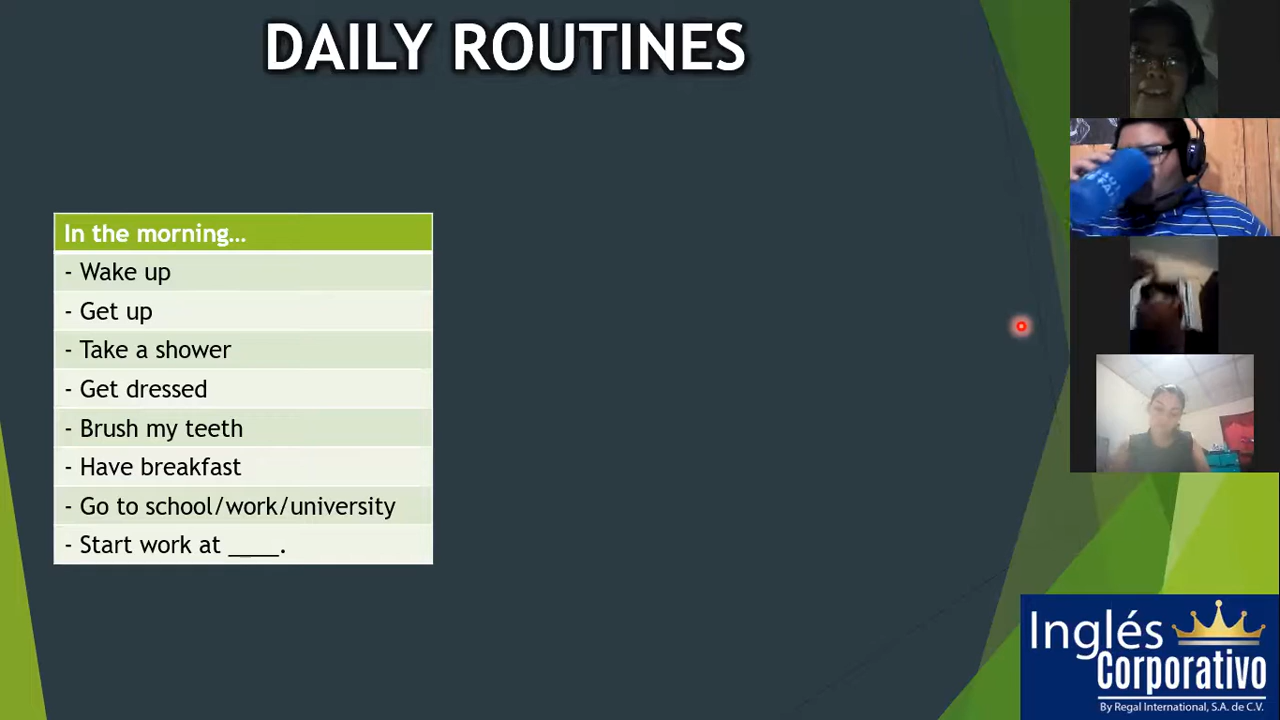 DAILY ROUTINES
In the morning…
- Wake up
- Get up
- Take a shower
- Get dressed
- Brush my teeth
- Have breakfast
- Go to school/work/university
- Start work at ____.
Inglés
Corporativo
By Regal International, S.A. de C.V.